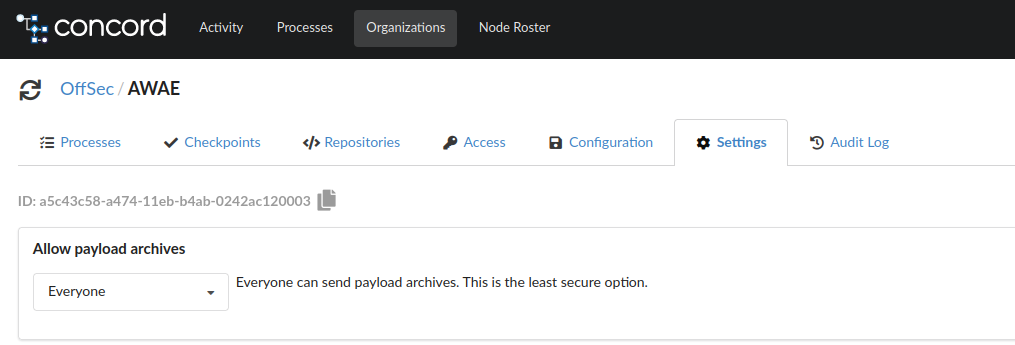 concord Activity Processes Organizations Node Roster
OffSec / AWAE
Processes Checkpoints Repositories Access Configuration Settings Audit Log
ID: a5c43c58-a474-11eb-b4ab-0242ac120003
Allow payload archives
Everyone Everyone can send payload archives. This is the least secure option.